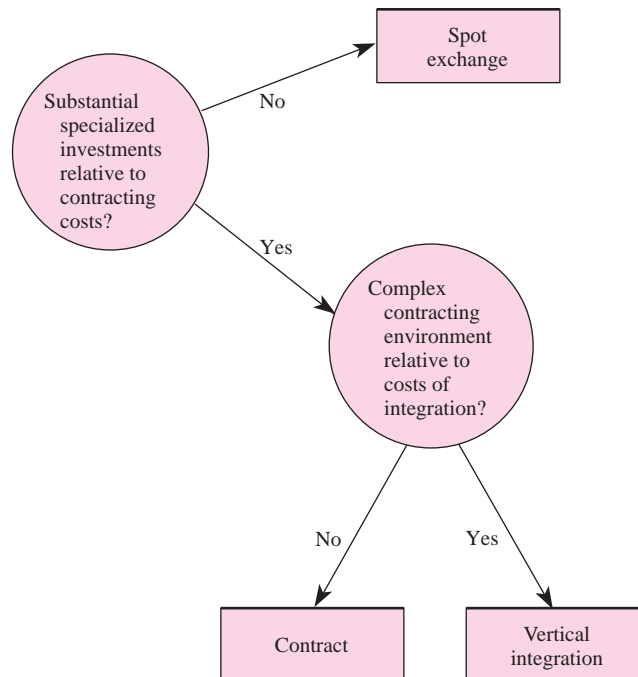 Spot
exchange
Substantial
specialized
investments
relative to
contracting
costs?
No
Yes
Complex
contracting
environment
relative to
costs of
integration?
No
Yes
Contract
Vertical
integration